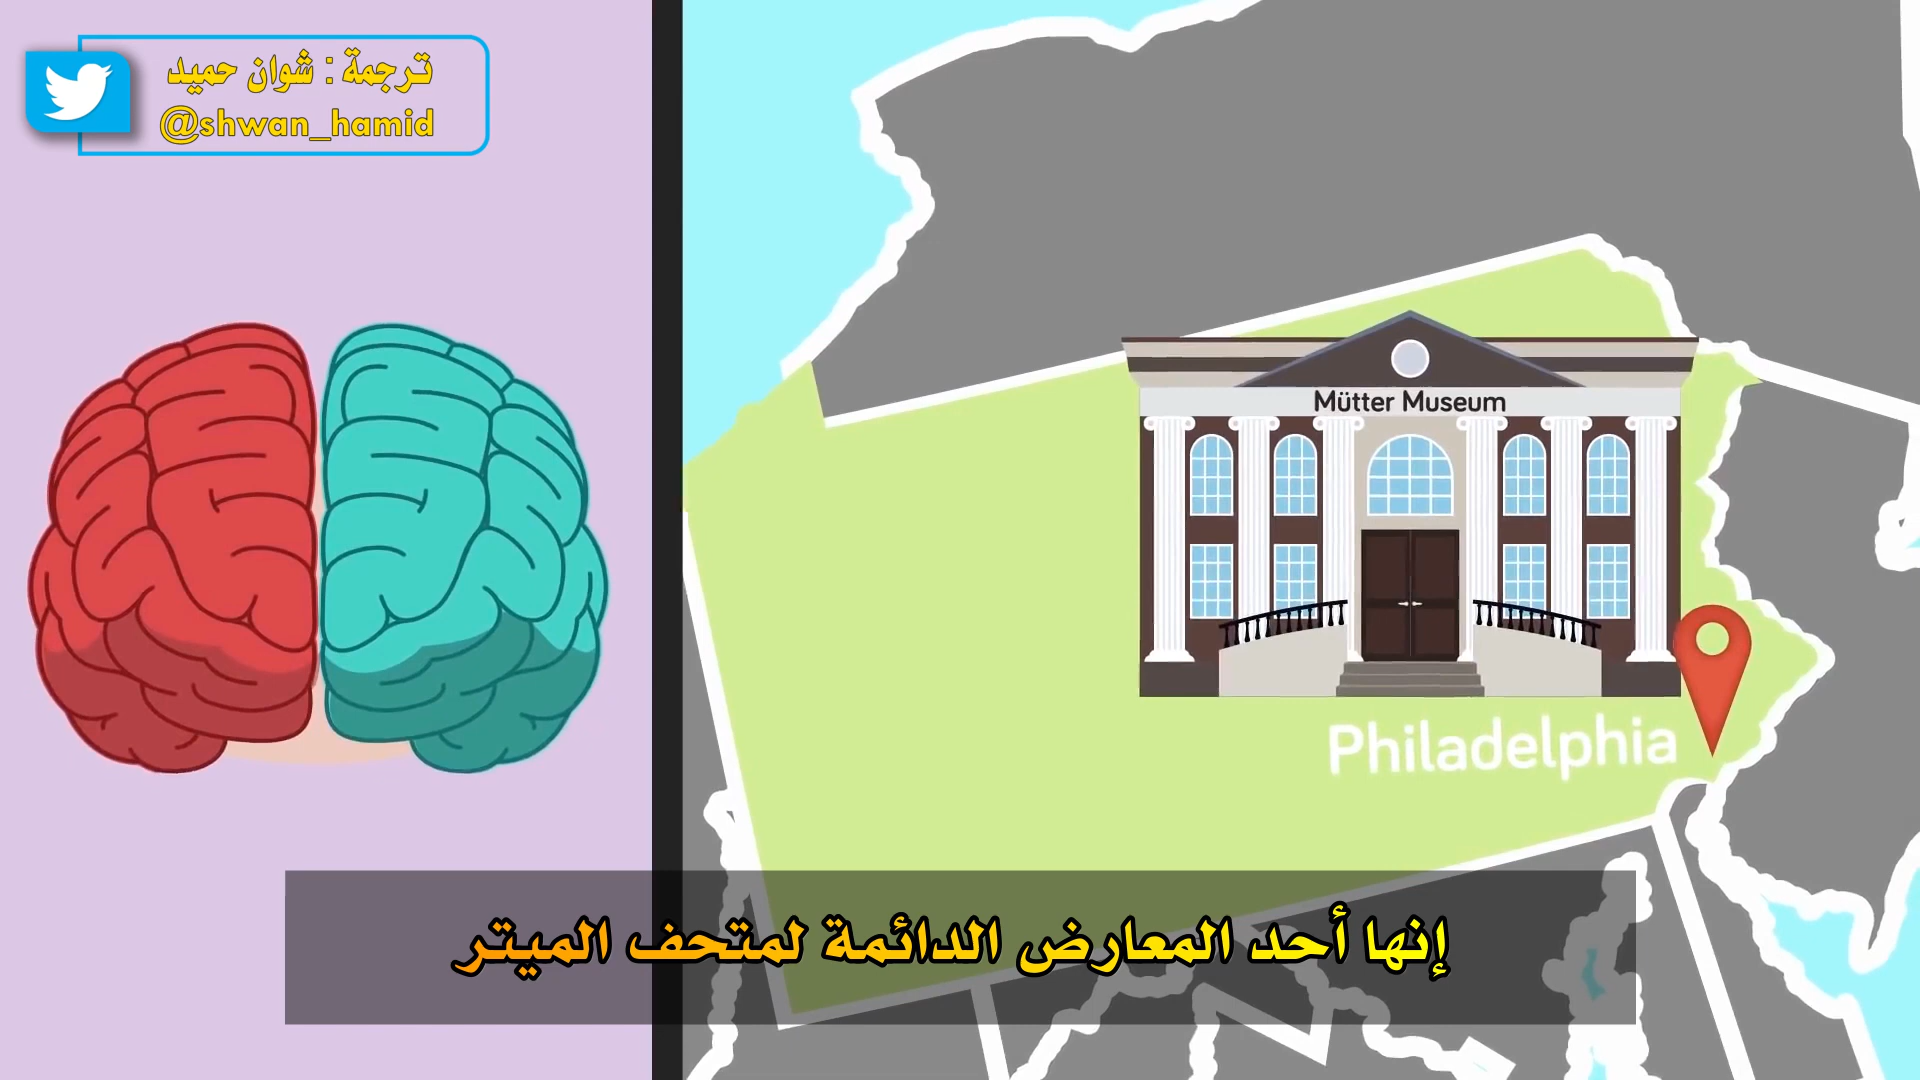 ترجمة : شوان حميد
@shwan_hamid
Mütter Museum
Philadelphia
إنها أحد المعارض الدائمة لمتحف الميتر